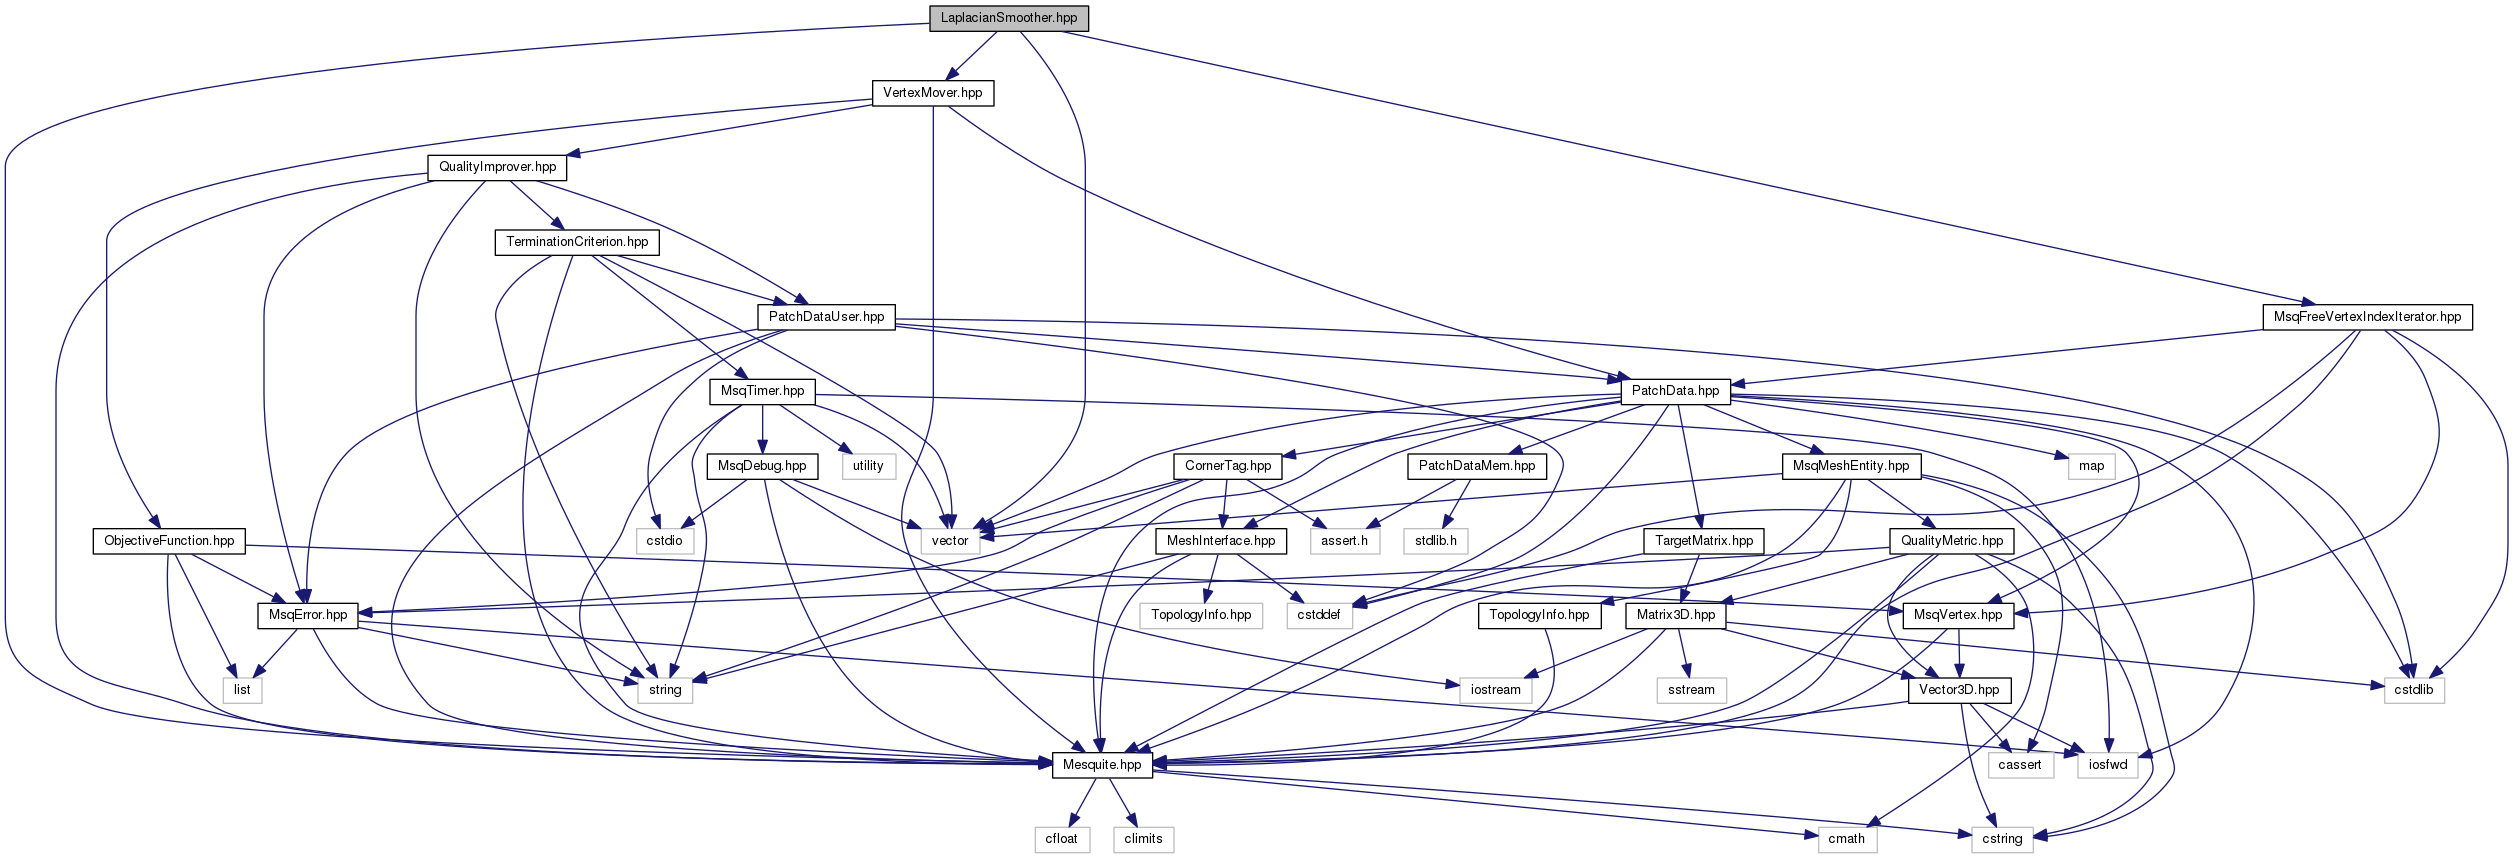 LaplacianSmoother.hpp
VertexMover.hpp
QualityImprover.hpp
TerminationCriterion.hpp
PatchDataUser.hpp
MsqFreeVertexIndexIterator.hpp
MsqTimer.hpp
PatchData.hpp
MsqDebug.hpp
utility
CornerTag.hpp
PatchDataMem.hpp
MsqMeshEntity.hpp
map
ObjectiveFunction.hpp
cstdio
vector
MeshInterface.hpp
assert.h
stdlib.h
TargetMatrix.hpp
QualityMetric.hpp
MsqError.hpp
TopologyInfo.hpp
cstddef
TopologyInfo.hpp
Matrix3D.hpp
MsqVertex.hpp
list
string
iostream
sstream
Vector3D.hpp
cstdlib
Mesquite.hpp
cassert
iosfwd
cfloat
climits
cmath
cstring